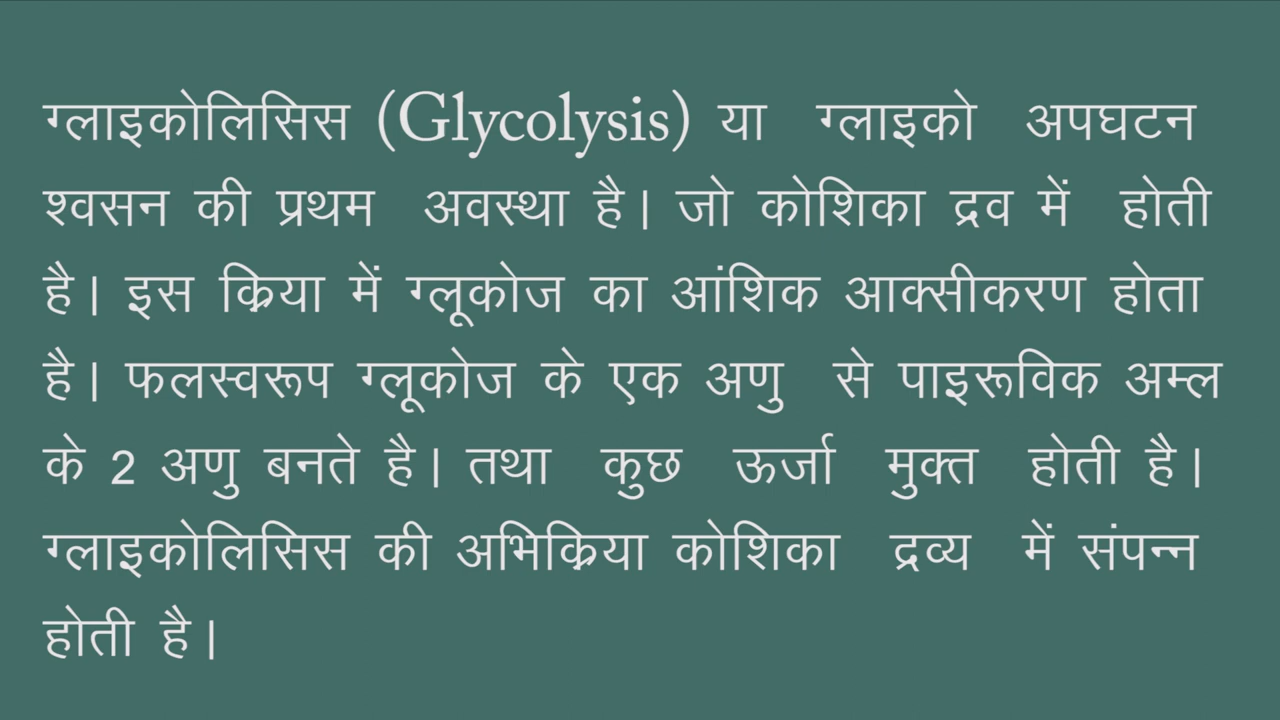 ग्लाइकोलिसिस (Glycolysis) या ग्लाइको अपघटन
श्वसन की प्रथम अवस्था है। जो कोशिका द्रव में होती
है। इस क्रिया में ग्लूकोज का आंशिक आक्सीकरण होता
है। फलस्वरूप ग्लूकोज के एक अणु से पाइरूविक अम्ल
के 2 अणु बनते है। तथा कुछ ऊर्जा मुक्त होती है।
ग्लाइकोलिसिस की अभिक्रिया कोशिका द्रव्य में संपन्न
होती है।